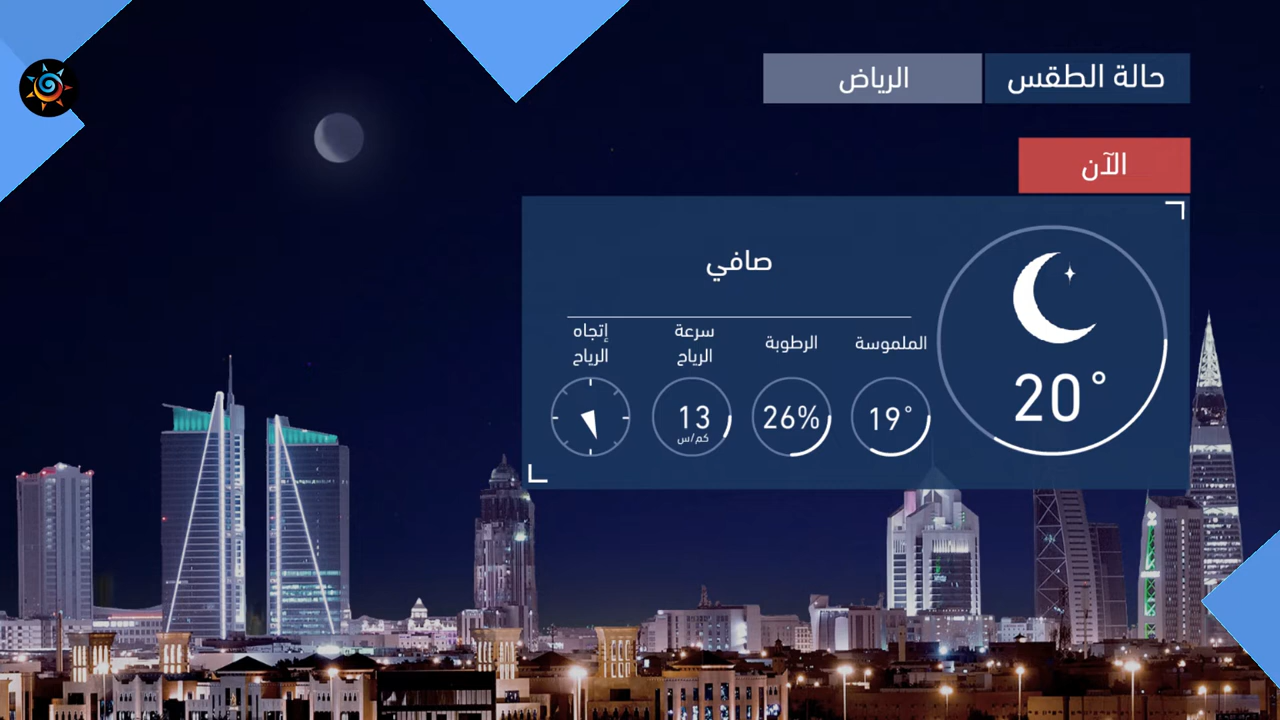 حالة الطقس
الرياض
الآن
صافي
20°
الملموسة
19°
الرطوبة
26%
سرعة
الرياح
13
كم/س
إتجاه
الرياح